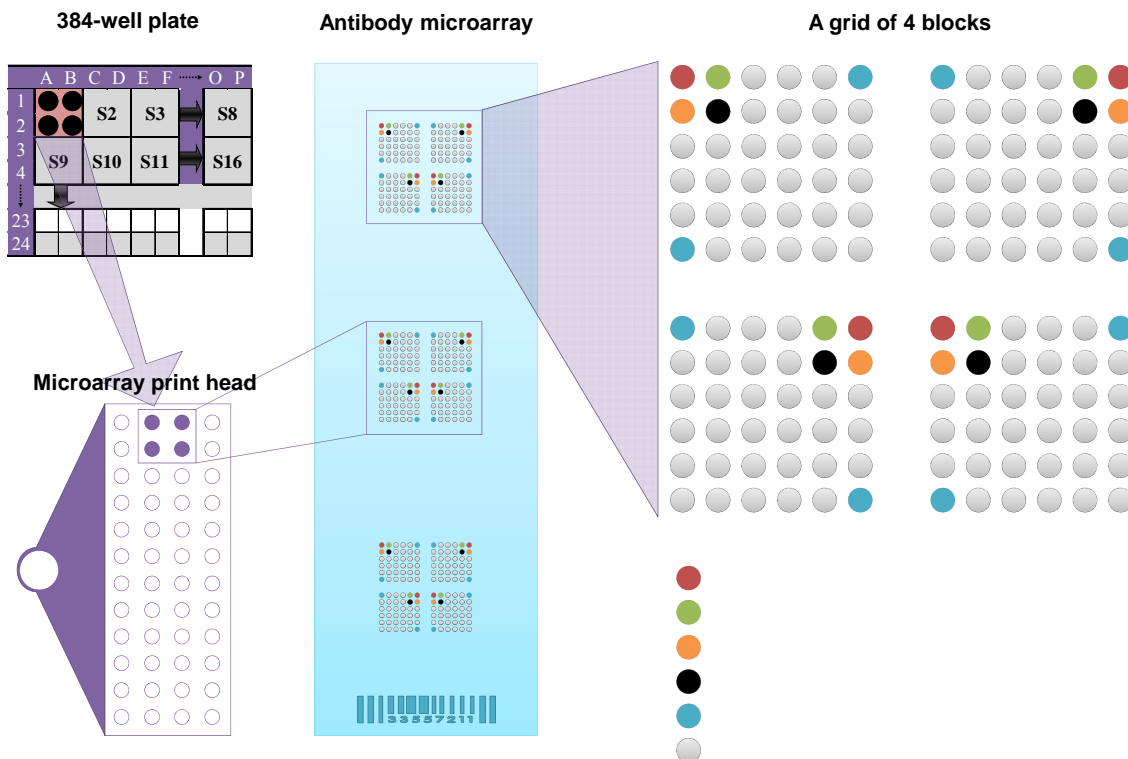 384-well plate
Antibody microarray
A grid of 4 blocks
A B C D E F O P
1
2
3
4
23
24
S2 S3 S8
S9 S10 S11 S16
Microarray print head
33557211